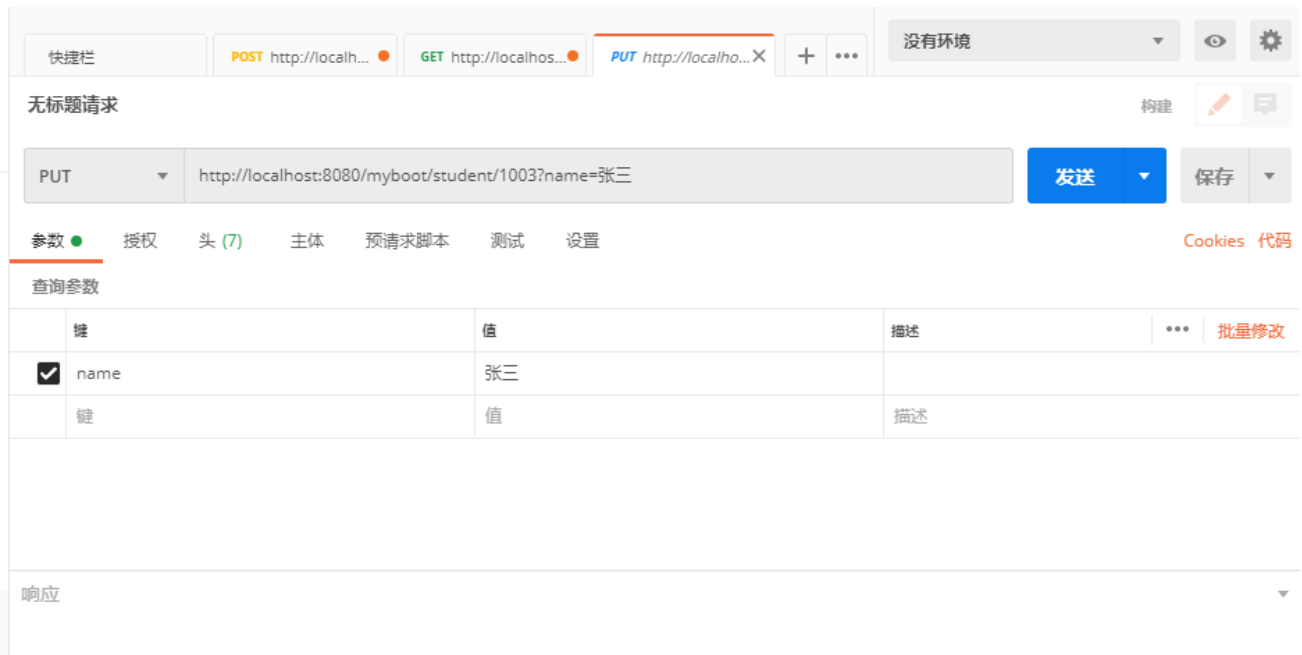 快捷栏 POST http://localh... GET http://localhos... PUT http://localho... 没有环境
无标题请求 构建
PUT http://localhost:8080/myboot/student/1003?name=张三 发送 保存
参数 授权 头 (7) 主体 预请求脚本 测试 设置 Cookies 代码
查询参数
键 值 描述 批量修改
name 张三
键 值 描述
响应